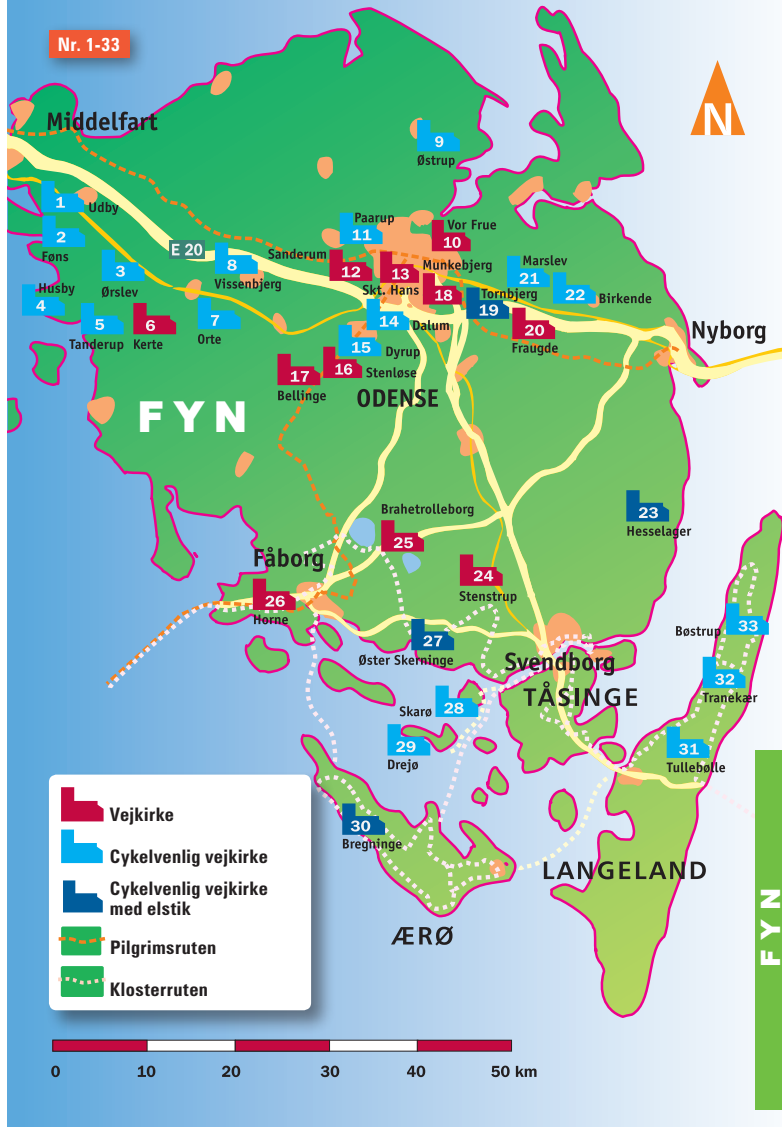 Nr. 1-33
N
Middelfart
9
Østrup
1
Udby
Paarup
11
Vor Frue
10
2
Føns
E 20
8
Vissenbjerg
Sanderum
12
13
Skt. Hans
Munkebjerg
18
Marslev
21
3
Ørslev
Husby
4
Tornbjerg
19
22
Birkende
5
Tanderup
6
Kerte
7
Orte
14
Dalum
20
Fraugde
Nyborg
15
Dyrup
16
Stenløse
17
Bellinge
ODENSE
FYN
Brahetrolleborg
25
23
Hesselager
Fåborg
24
Stenstrup
26
Horne
27
Øster Skerninge
Svendborg
TÅSINGE
Bøstrup
33
32
Tranekær
Skarø
28
29
Drejø
31
Tullebølle
30
Bregninge
LANGELAND
ÆRØ
Vejkirke
Cykelvenlig vejkirke
Cykelvenlig vejkirke
med elstik
Pilgrimsruten
Klosterruten
0 10 20 30 40 50 km
FYN